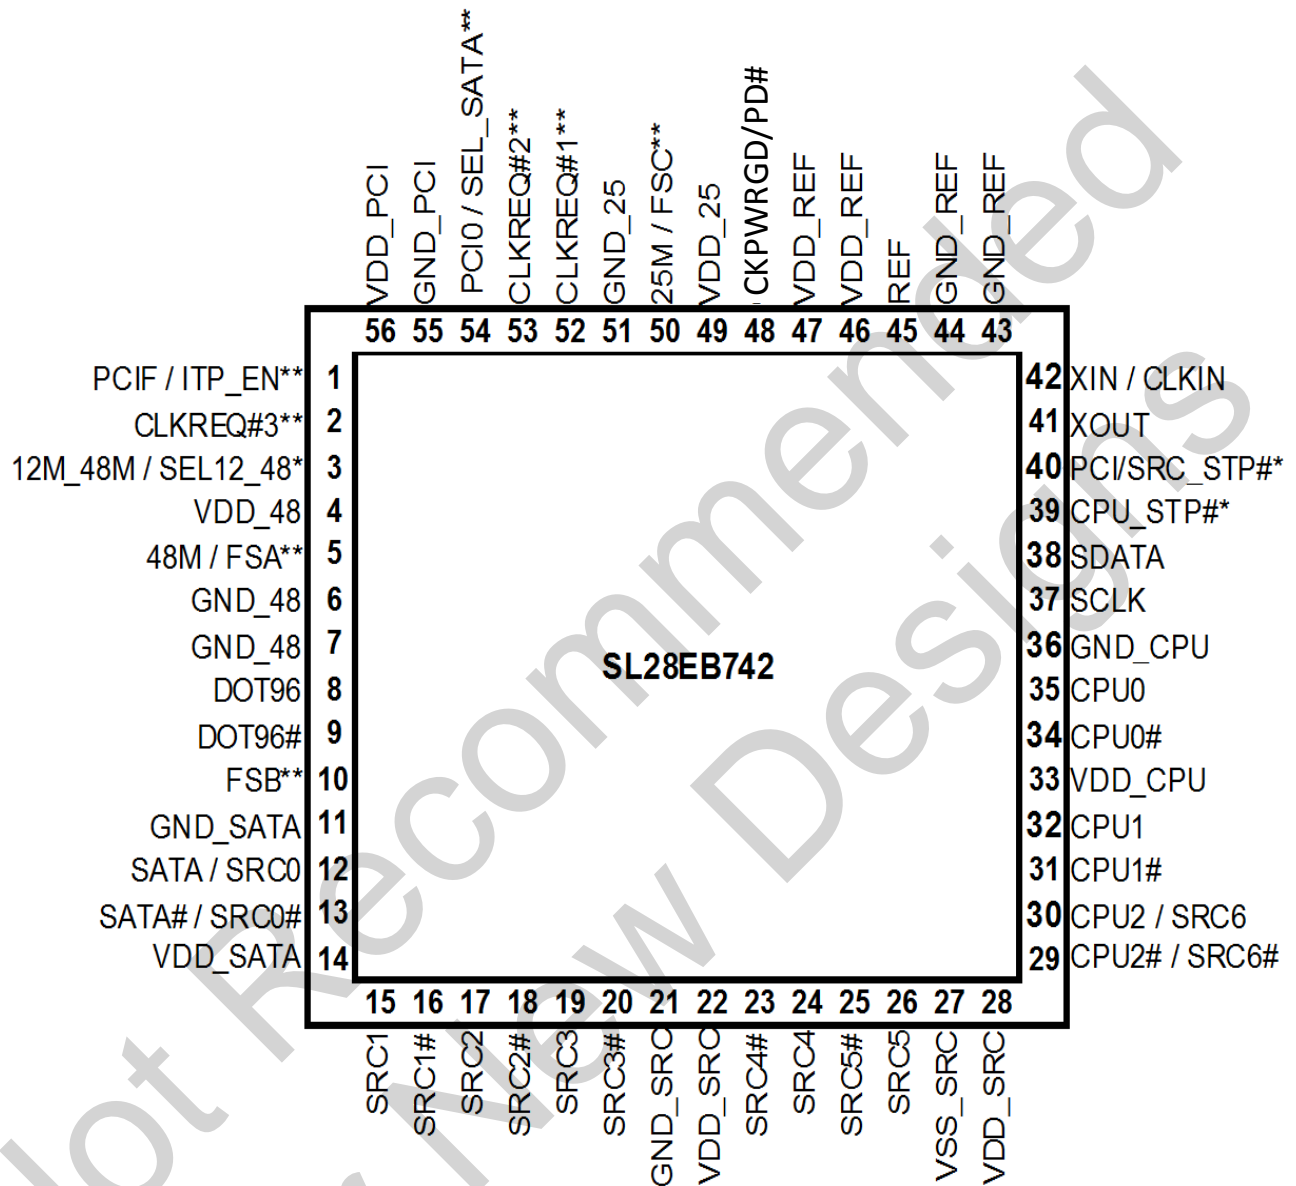 VDD_PCI
GND_PCI
PCI0 / SEL_SATA**
CLKREQ#2**
CLKREQ#1**
GND_25
25M / FSC**
VDD_25
CKPWRGD/PD#
VDD_REF
VDD_REF
REF
GND_REF
GND_REF
56 55 54 53 52 51 50 49 48 47 46 45 44 43
PCIF / ITP_EN** 1
CLKREQ#3** 2
12M_48M / SEL12_48* 3
VDD_48 4
48M / FSA** 5
GND_48 6
GND_48 7
DOT96 8
DOT96# 9
FSB** 10
GND_SATA 11
SATA / SRC0 12
SATA# / SRC0# 13
VDD_SATA 14
SL28EB742
42 XIN / CLKIN
41 XOUT
40 PCI/SRC_STP#*
39 CPU_STP#*
38 SDATA
37 SCLK
36 GND_CPU
35 CPU0
34 CPU0#
33 VDD_CPU
32 CPU1
31 CPU1#
30 CPU2 / SRC6
29 CPU2# / SRC6#
15 16 17 18 19 20 21 22 23 24 25 26 27 28
SRC1
SRC1#
SRC2
SRC2#
SRC3
SRC3#
GND_SRC
VDD_SRC
SRC4#
SRC4
SRC5#
SRC5
VSS_SRC
VDD_SRC
Not Recommended
New Designs